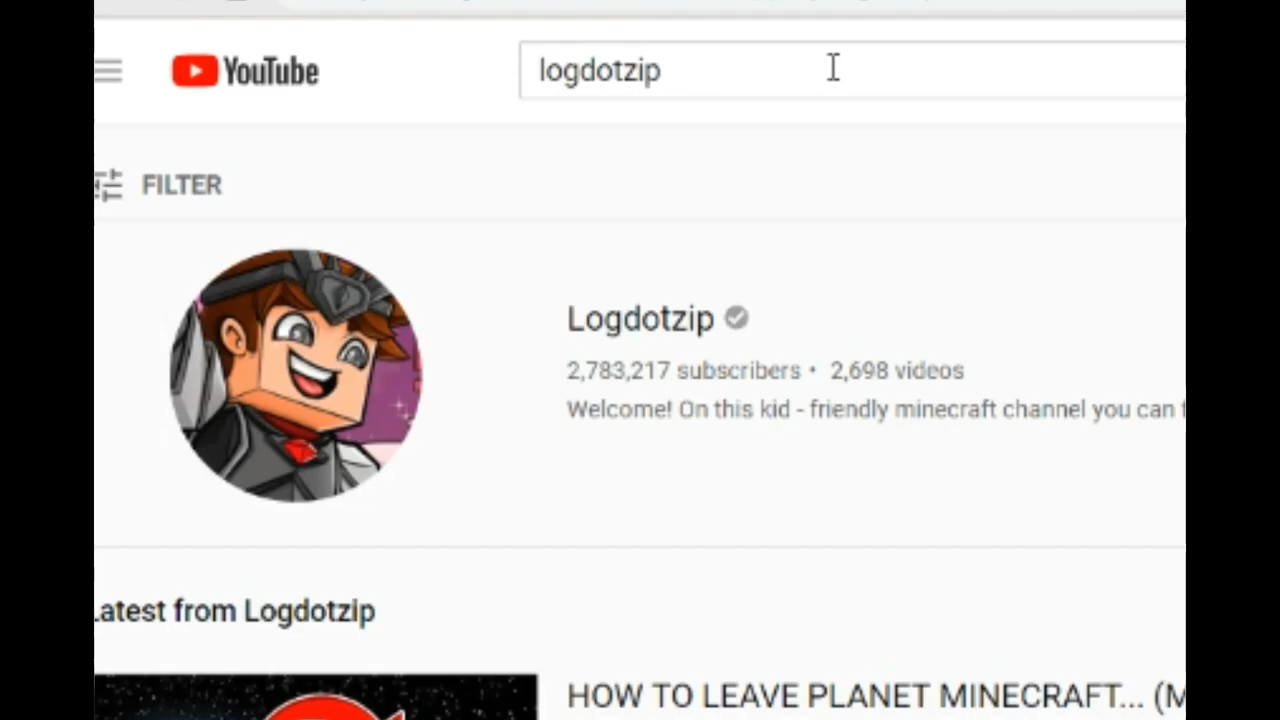 YouTube
logdotzip
FILTER
Logdotzip
2,783,217 subscribers • 2,698 videos
Welcome! On this kid - friendly minecraft channel you can
Latest from Logdotzip
HOW TO LEAVE PLANET MINECRAFT... (M